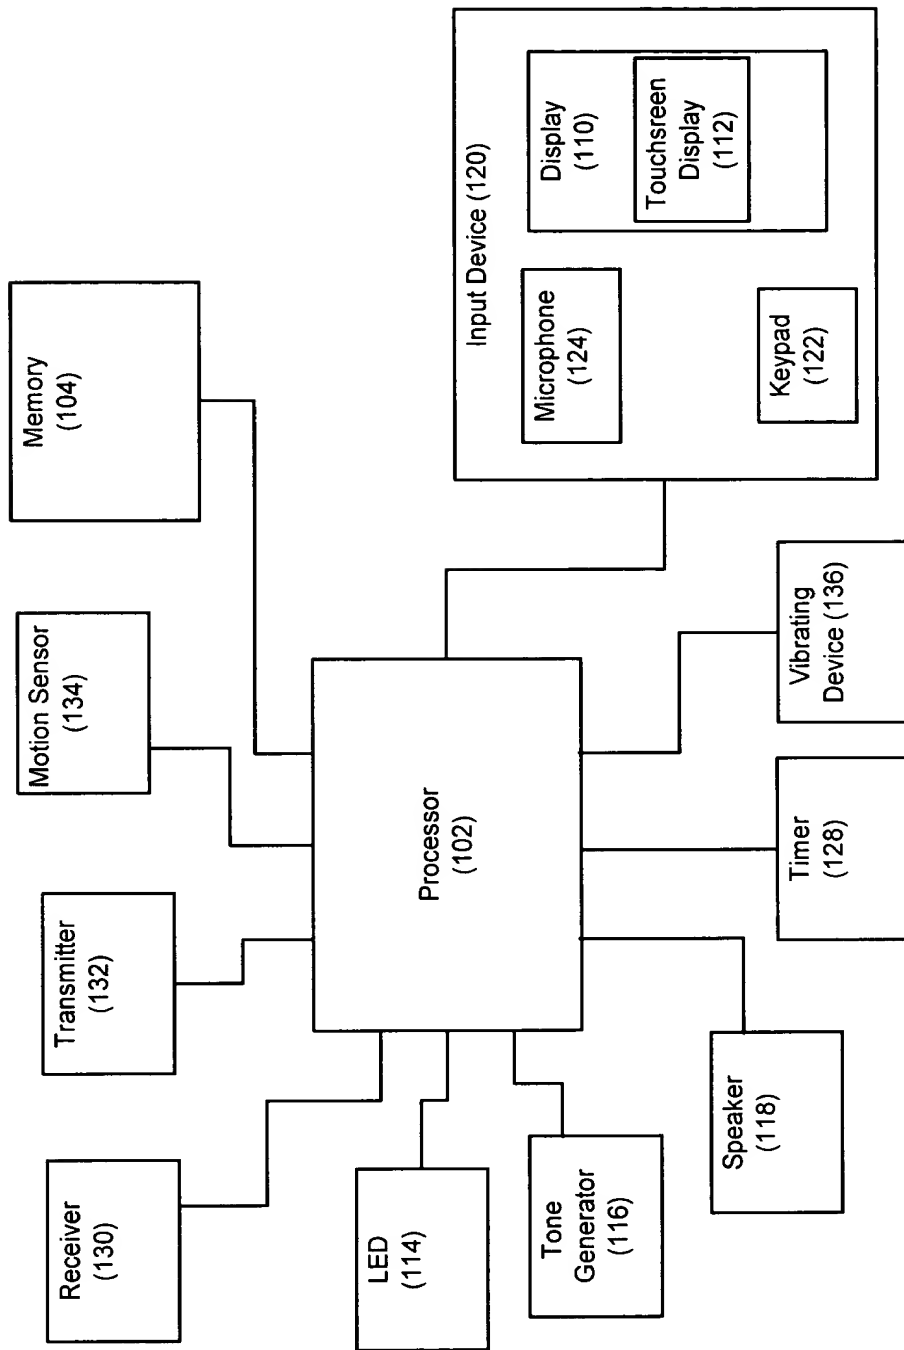 Receiver
(130)
Transmitter
(132)
Motion Sensor
(134)
Memory
(104)
LED
(114)
Processor
(102)
Input Device (120)
Tone
Generator
(116)
Microphone
(124)
Display
(110)
Touchsreen
Display
(112)
Speaker
(118)
Timer
(128)
Vibrating
Device (136)
Keypad
(122)